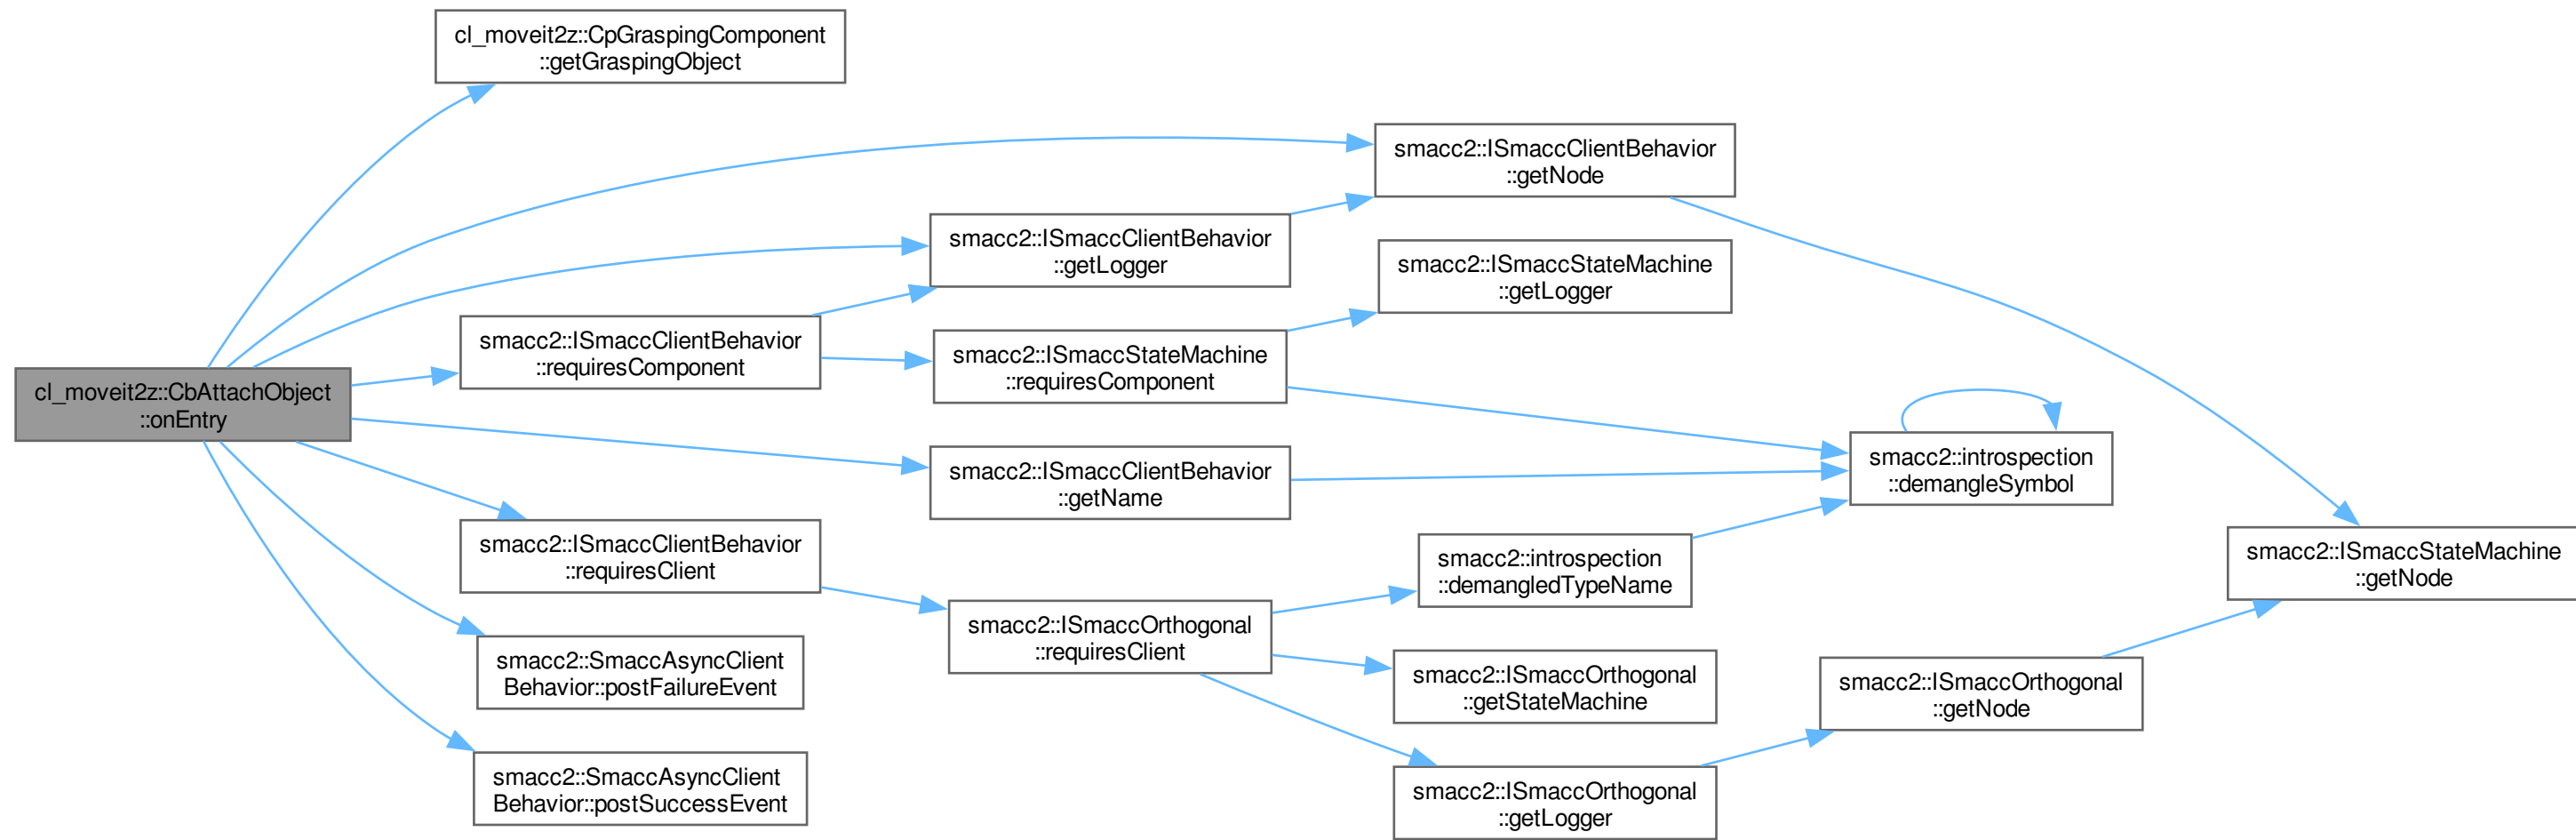 cl_moveit2z::CpGraspingComponent
::getGraspingObject
smacc2::ISmaccClientBehavior
::getNode
smacc2::ISmaccClientBehavior
::getLogger
smacc2::ISmaccStateMachine
::getLogger
smacc2::ISmaccClientBehavior
::requiresComponent
smacc2::ISmaccStateMachine
::requiresComponent
cl_moveit2z::CbAttachObject
::onEntry
smacc2::ISmaccClientBehavior
::getName
smacc2::introspection
::demangleSymbol
smacc2::ISmaccClientBehavior
::requiresClient
smacc2::introspection
::demangledTypeName
smacc2::ISmaccStateMachine
::getNode
smacc2::ISmaccOrthogonal
::requiresClient
smacc2::SmaccAsyncClient
Behavior::postFailureEvent
smacc2::ISmaccOrthogonal
::getStateMachine
smacc2::ISmaccOrthogonal
::getNode
smacc2::SmaccAsyncClient
Behavior::postSuccessEvent
smacc2::ISmaccOrthogonal
::getLogger